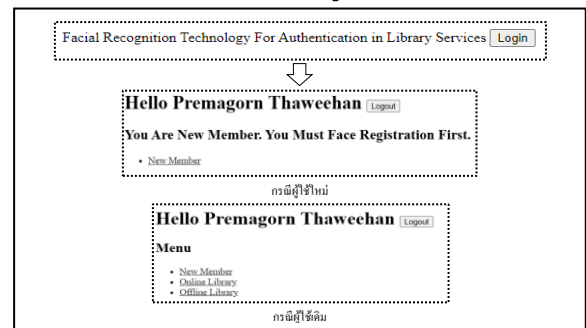 Facial Recognition Technology For Authentication in Library Services Login
Hello Premagorn Thaweehan Logout
You Are New Member. You Must Face Registration First.
• New Member
กรณีผู้ใช้ใหม่
Hello Premagorn Thaweehan Logout
Menu
• New Member
• Online Library
• Offline Library
กรณีผู้ใช้เดิม